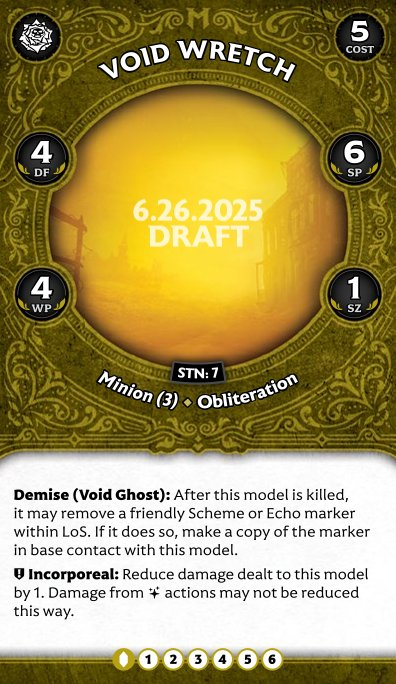 VOID WRETCH
5
COST
4
DF
6
SP
6.26.2025
DRAFT
4
WP
1
SZ
STN: 7
Minion (3) ⬥ Obliteration
Demise (Void Ghost): After this model is killed,
it may remove a friendly Scheme or Echo marker
within LoS. If it does so, make a copy of the marker
in base contact with this model.
Incorporeal: Reduce damage dealt to this model
by 1. Damage from actions may not be reduced
this way.
1 2 3 4 5 6